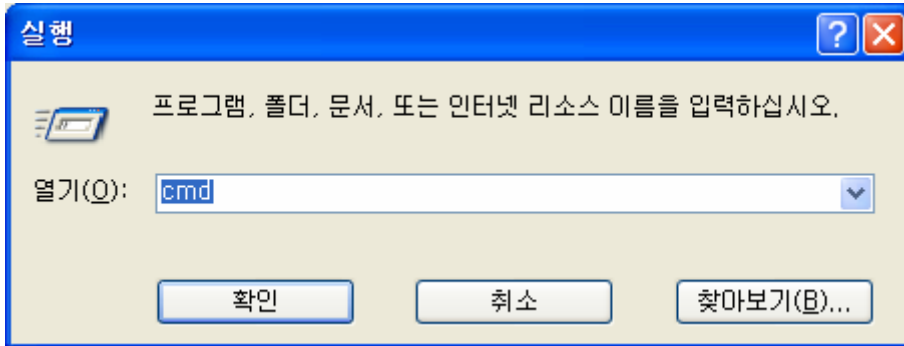 실행
프로그램, 폴더, 문서, 또는 인터넷 리소스 이름을 입력하십시오.
열기(O): cmd
확인 취소 찾아보기(B)...